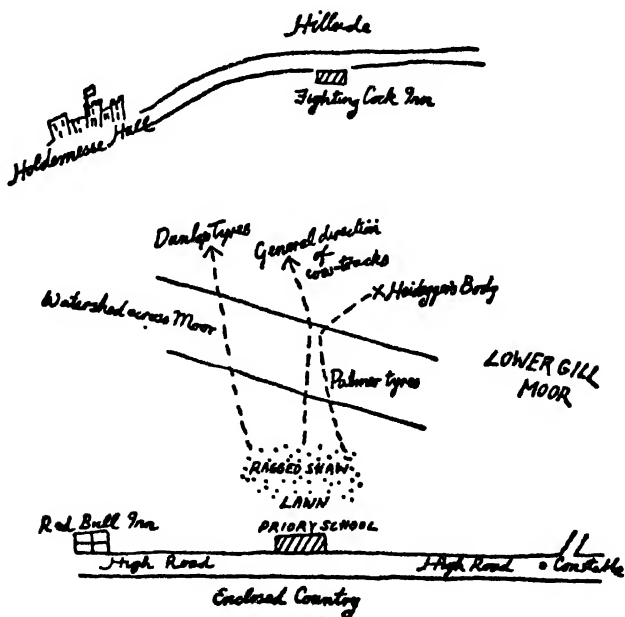 Hillside
Fighting Cock Inn
Holdernesse Hall
Dunlop Tyres
General direction
of
cow-tracks
Heidegger's Body
Watershed across Moor
Palmer tyres
LOWER GILL
MOOR
RAGGED SHAW
LAWN
PRIORY SCHOOL
Red Bull Inn
High Road
High Road
Constable
Enclosed Country